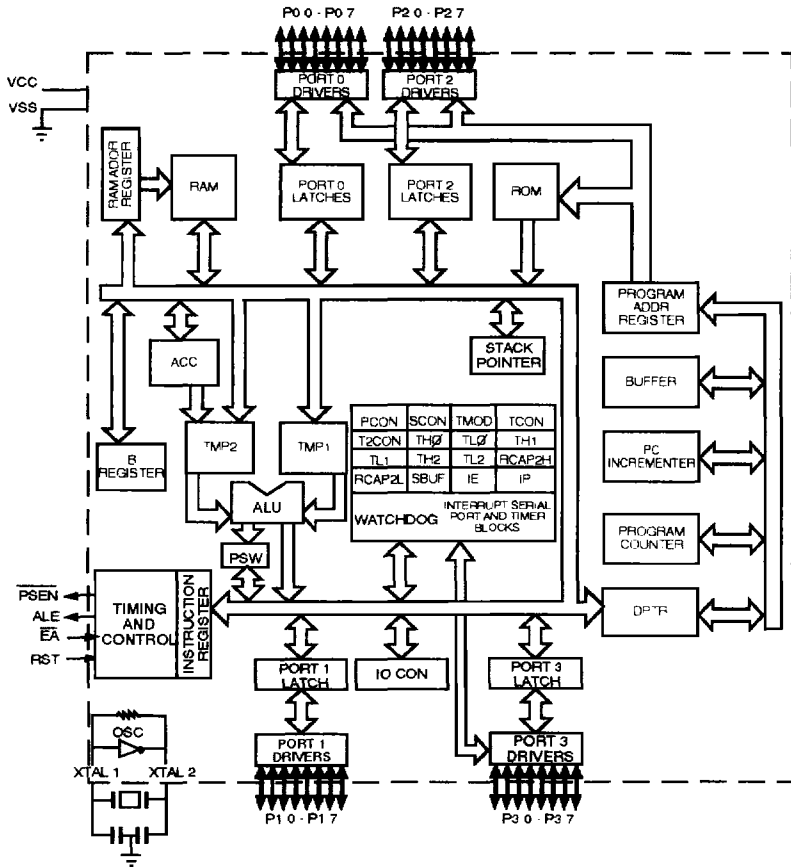 P0 0 - P0 7
P2 0 - P2 7
PORT 0
DRIVERS
PORT 2
DRIVERS
VCC
VSS
RAM ADDR
REGISTER
RAM
PORT 0
LATCHES
PORT 2
LATCHES
ROM
PROGRAM
ADDR
REGISTER
STACK
POINTER
ACC
BUFFER
PCON SCON TMOD TCON
T2CON THØ TLØ TH1
TL1 TH2 TL2 RCAP2H
RCAP2L SBUF IE IP
WATCHDOG
INTERRUPT SERIAL
PORT AND TIMER
BLOCKS
B
REGISTER
TMP2
TMP1
PC
INCREMENTER
ALU
PSW
PROGRAM
COUNTER
PSEN
ALE
EA
RST
TIMING
AND
CONTROL
INSTRUCTION
REGISTER
DPTR
PORT 1
LATCH
IO CON
PORT 3
LATCH
OSC
XTAL 1
XTAL 2
PORT 1
DRIVERS
PORT 3
DRIVERS
P1 0 - P1 7
P3 0 - P3 7